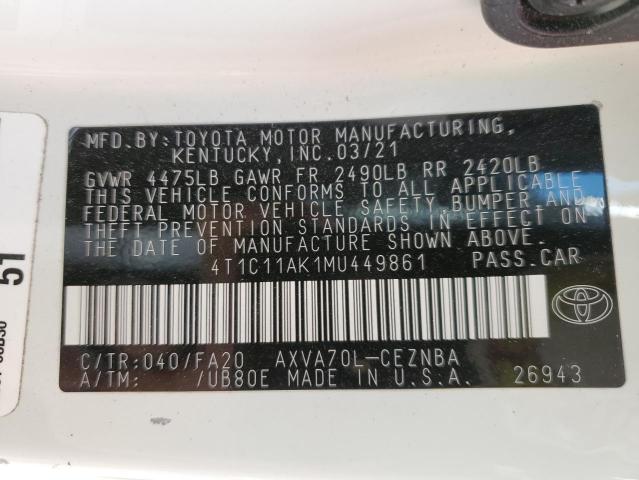 MFD.BY:TOYOTA MOTOR MANUFACTURING,
KENTUCKY,INC.03/21
GVWR 4475LB GAWR FR 2490LB RR 2420LB
THIS VEHICLE CONFORMS TO ALL APPLICABLE
FEDERAL MOTOR VEHICLE SAFETY, BUMPER AND
THEFT PREVENTION STANDARDS IN EFFECT ON
THE DATE OF MANUFACTURE SHOWN ABOVE.
4T1C11AK1MU449861 PASS.CAR
C/TR:040/FA20 AXVA70L-CEZNBA
A/TM: /UB80E MADE IN U.S.A. 26943
51